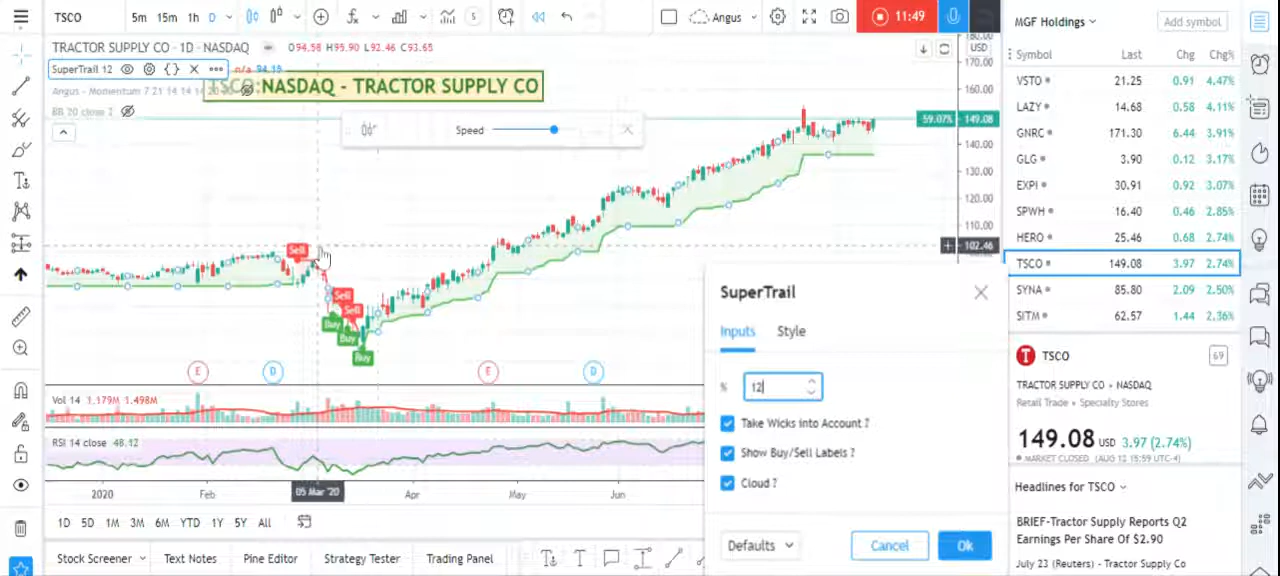 TSCO 5m 15m 1h D Angus 11:49
MGF Holdings Add symbol
TRACTOR SUPPLY CO · 1D · NASDAQ O94.58 H95.90 L92.46 C93.65
SuperTrail 12 n/a 94.15
Angus - Momentum 7 21 14 14 14
BB 20 close 2
TSCO:NASDAQ - TRACTOR SUPPLY CO
Speed
180.00
USD
160.00
59.07% 149.08
140.00
130.00
120.00
110.00
102.46
Sell
Sell
Sell
Buy
Buy
Buy
E D E D
Vol 14 1.179M 1.498M
RSI 14 close 48.12
2020 Feb 05 Mar '20 Apr May Jun
1D 5D 1M 3M 6M YTD 1Y 5Y All
Stock Screener Text Notes Pine Editor Strategy Tester Trading Panel
SuperTrail
Inputs Style
% 12
Take Wicks into Account ?
Show Buy/Sell Labels ?
Cloud ?
Defaults Cancel Ok
Symbol Last Chg Chg%
VSTO 21.25 0.91 4.47%
LAZY 14.68 0.58 4.11%
GNRC 171.30 6.44 3.91%
GLG 3.90 0.12 3.17%
EXPI 30.91 0.92 3.07%
SPWH 16.40 0.46 2.85%
HERO 25.46 0.68 2.74%
TSCO 149.08 3.97 2.74%
SYNA 85.80 2.09 2.50%
SITM 62.57 1.44 2.36%
TSCO 69
TRACTOR SUPPLY CO • NASDAQ
Retail Trade • Specialty Stores
149.08 USD 3.97 (2.74%)
MARKET CLOSED (AUG 12 15:59 UTC-4)
Headlines for TSCO
BRIEF-Tractor Supply Reports Q2
Earnings Per Share Of $2.90
July 23 (Reuters) - Tractor Supply Co